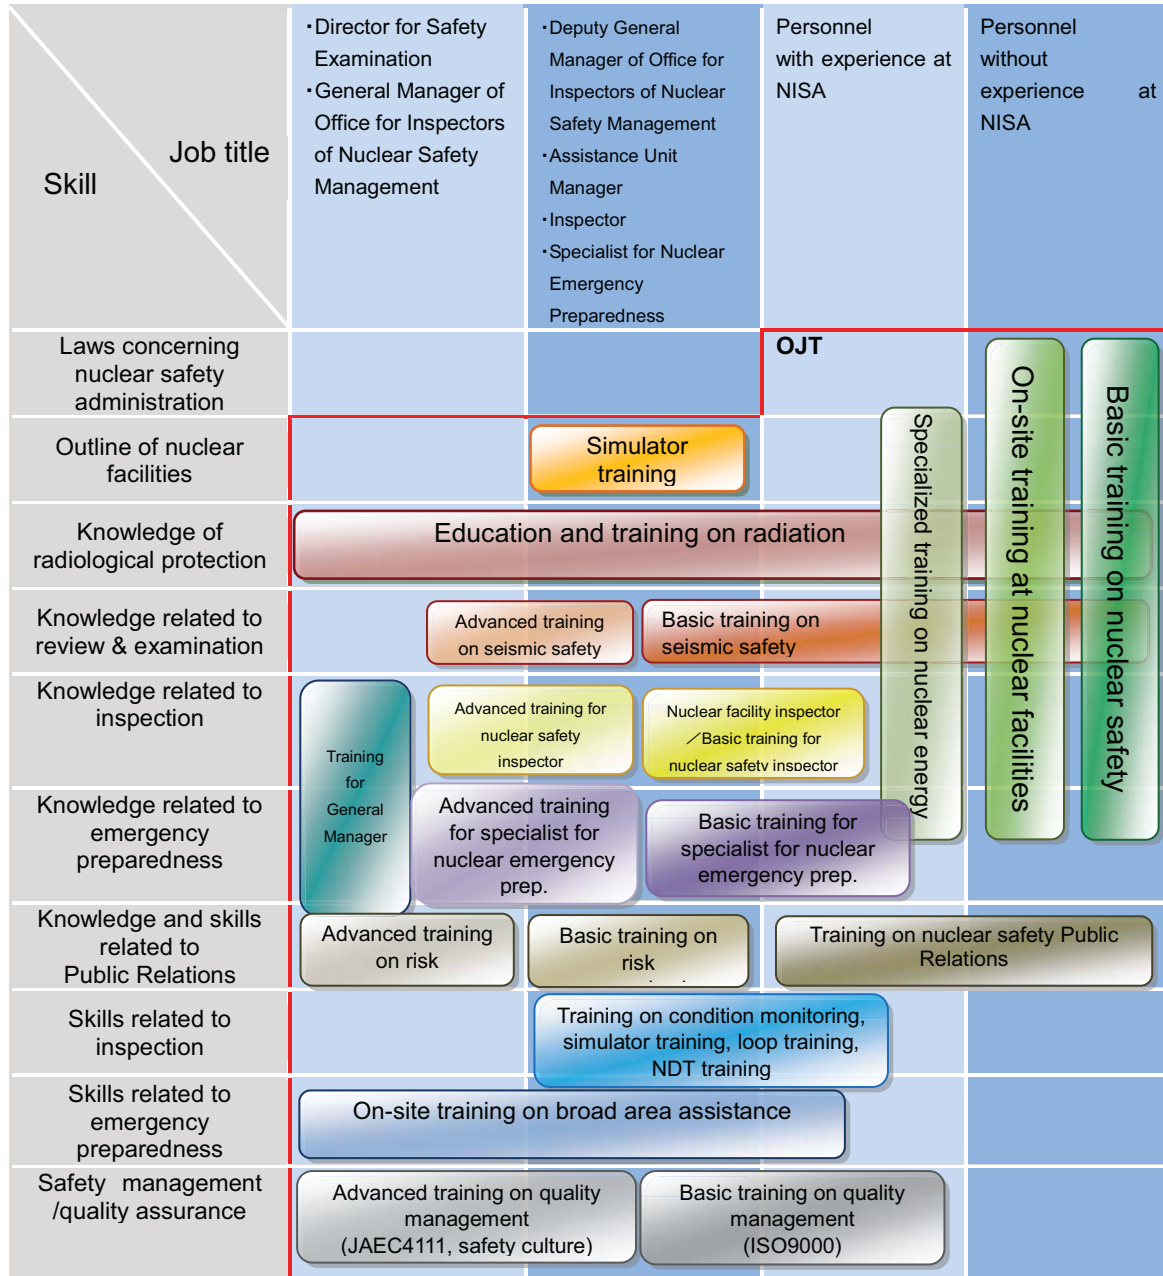 Job title
Skill
・Director for Safety
Examination
・General Manager of
Office for Inspectors
of Nuclear Safety
Management
・Deputy General
Manager of Office for
Inspectors of Nuclear
Safety Management
・Assistance Unit
Manager
・Inspector
・Specialist for Nuclear
Emergency
Preparedness
Personnel
with experience at
NISA
Personnel
without
experience at
NISA
Laws concerning
nuclear safety
administration
OJT
On-site training at nuclear facilities
Basic training on nuclear safety
Specialized training on nuclear energy
Outline of nuclear
facilities
Simulator
training
Knowledge of
radiological protection
Education and training on radiation
Knowledge related to
review & examination
Advanced training
on seismic safety
Basic training on
seismic safety
Knowledge related to
inspection
Training
for
General
Manager
Advanced training for
nuclear safety
inspector
Nuclear facility inspector
／Basic training for
nuclear safety inspector
Knowledge related to
emergency
preparedness
Advanced training
for specialist for
nuclear emergency
prep.
Basic training for
specialist for nuclear
emergency prep.
Knowledge and skills
related to
Public Relations
Advanced training
on risk
Basic training on
risk
Training on nuclear safety Public
Relations
Skills related to
inspection
Training on condition monitoring,
simulator training, loop training,
NDT training
Skills related to
emergency
preparedness
On-site training on broad area assistance
Safety management
/quality assurance
Advanced training on quality
management
(JAEC4111, safety culture)
Basic training on quality
management
(ISO9000)